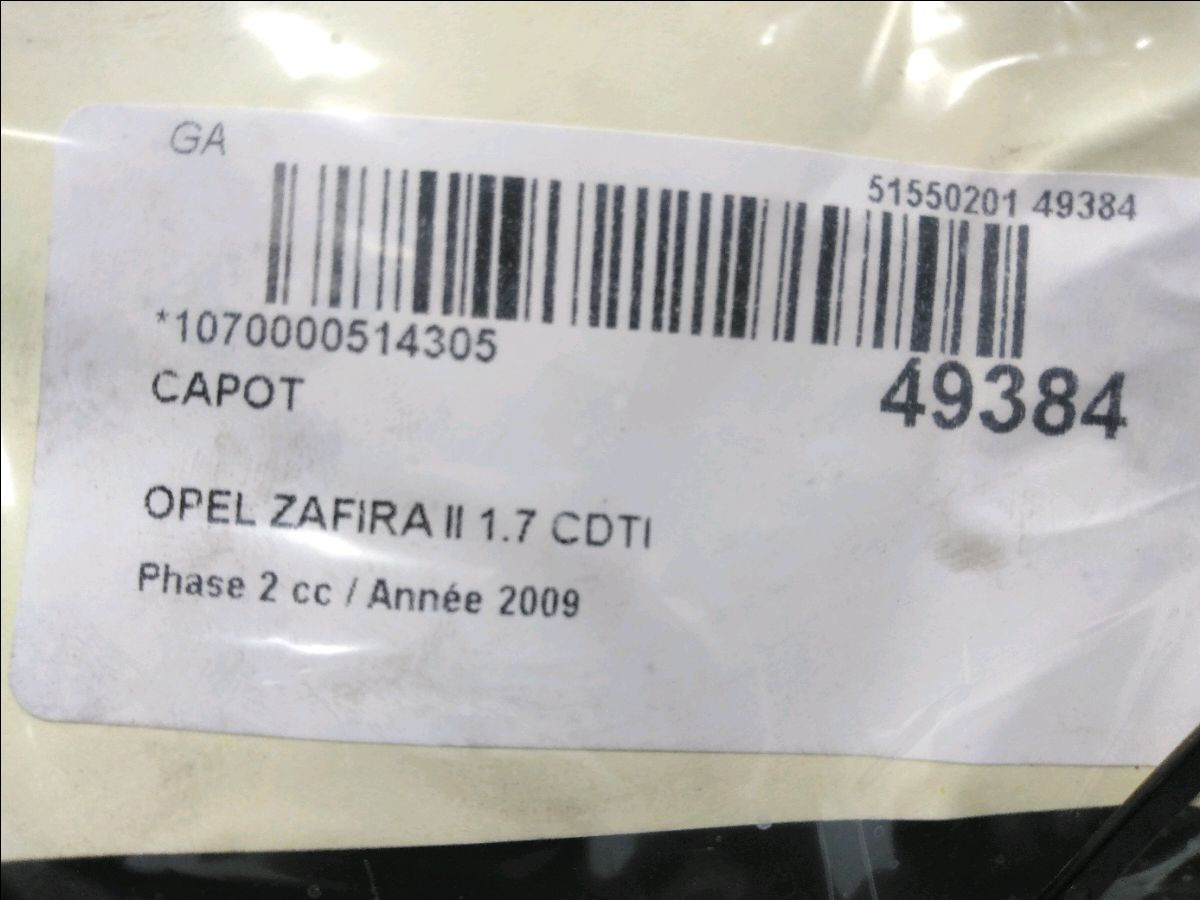 GA
51550201 49384
*1070000514305
49384
CAPOT
OPEL ZAFIRA II 1.7 CDTI
Phase 2 cc / Année 2009